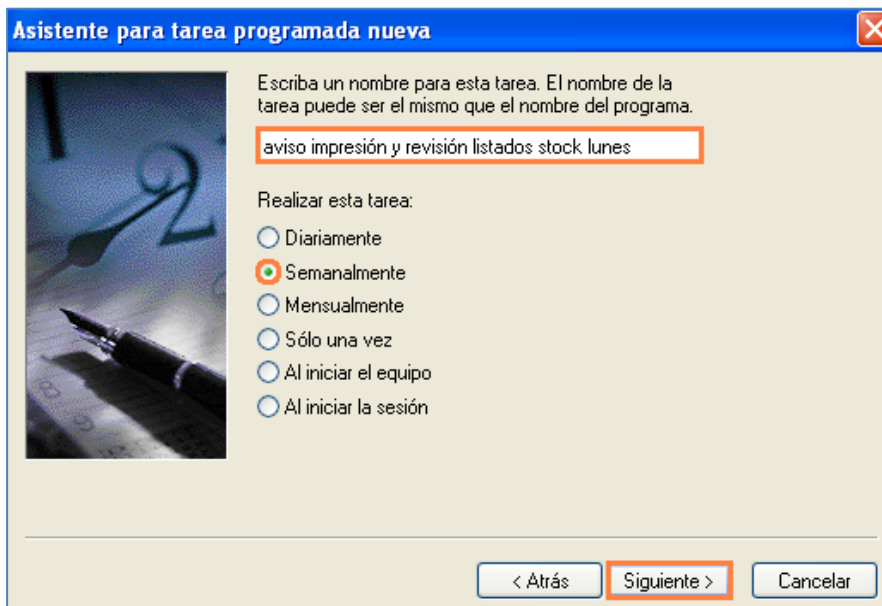 Asistente para tarea programada nueva
Escriba un nombre para esta tarea. El nombre de la
tarea puede ser el mismo que el nombre del programa.
aviso impresión y revisión listados stock lunes
Realizar esta tarea:
Diariamente
Semanalmente
Mensualmente
Sólo una vez
Al iniciar el equipo
Al iniciar la sesión
< Atrás
Siguiente >
Cancelar